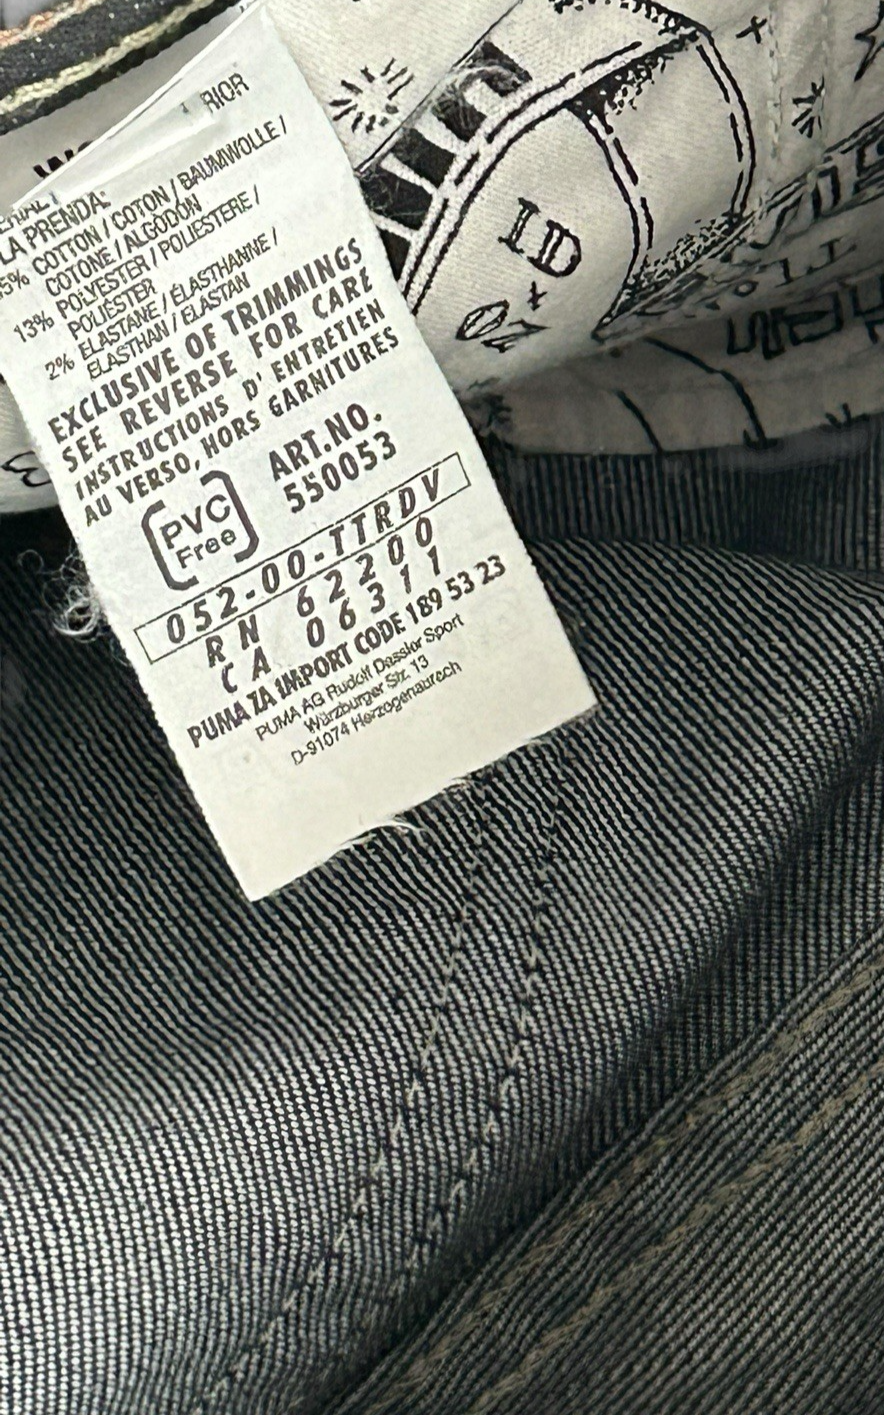 RIOR
LA PRENDA:
COTTON / COTON / BAUMWOLLE /
COTONE / ALGODÓN
13% POLYESTER / POLIESTERE /
POLIÉSTER
2% ELASTANE / ÉLASTHANNE /
ELASTHAN / ELASTAN
EXCLUSIVE OF TRIMMINGS
SEE REVERSE FOR CARE
INSTRUCTIONS D' ENTRETIEN
AU VERSO, HORS GARNITURES
PVC
Free
ART.NO.
550053
052-00-TTRDV
RN 62200
CA 06311
PUMA ZA IMPORT CODE 189 53 23
PUMA AG Rudolf Dassler Sport
Würzburger Str. 13
D-91074 Herzogenaurach
ID
OZ